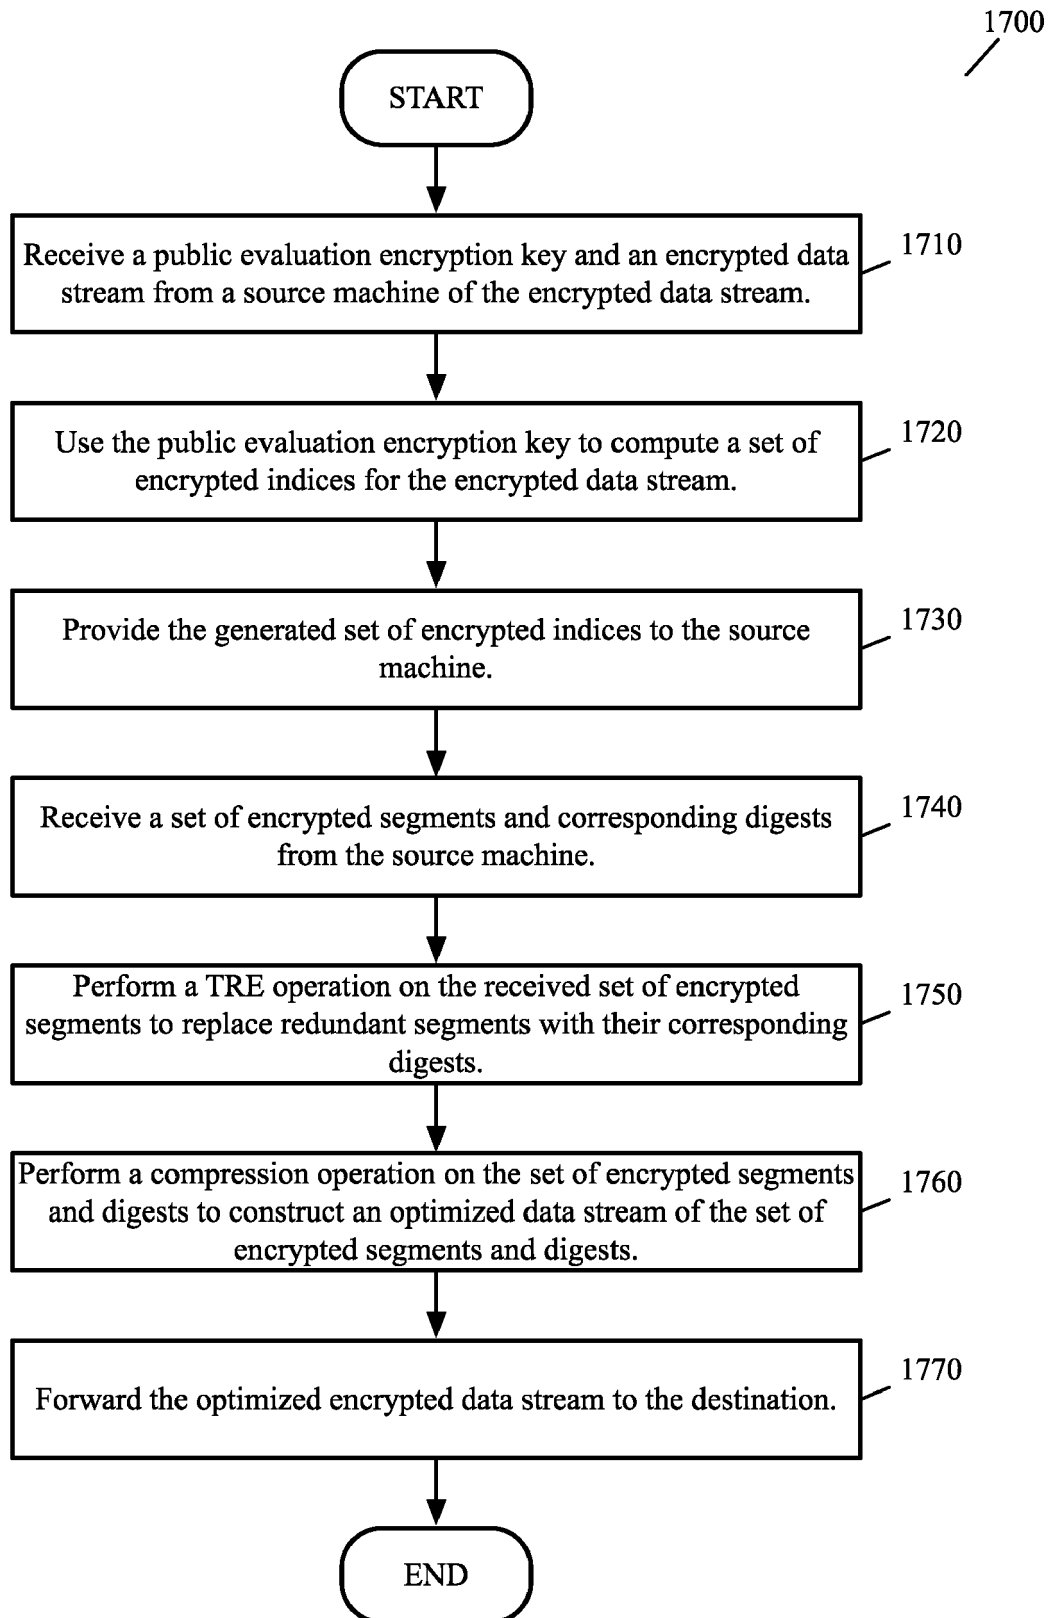 1700
START
Receive a public evaluation encryption key and an encrypted data
stream from a source machine of the encrypted data stream.
1710
Use the public evaluation encryption key to compute a set of
encrypted indices for the encrypted data stream.
1720
Provide the generated set of encrypted indices to the source
machine.
1730
Receive a set of encrypted segments and corresponding digests
from the source machine.
1740
Perform a TRE operation on the received set of encrypted
segments to replace redundant segments with their corresponding
digests.
1750
Perform a compression operation on the set of encrypted segments
and digests to construct an optimized data stream of the set of
encrypted segments and digests.
1760
Forward the optimized encrypted data stream to the destination.
1770
END